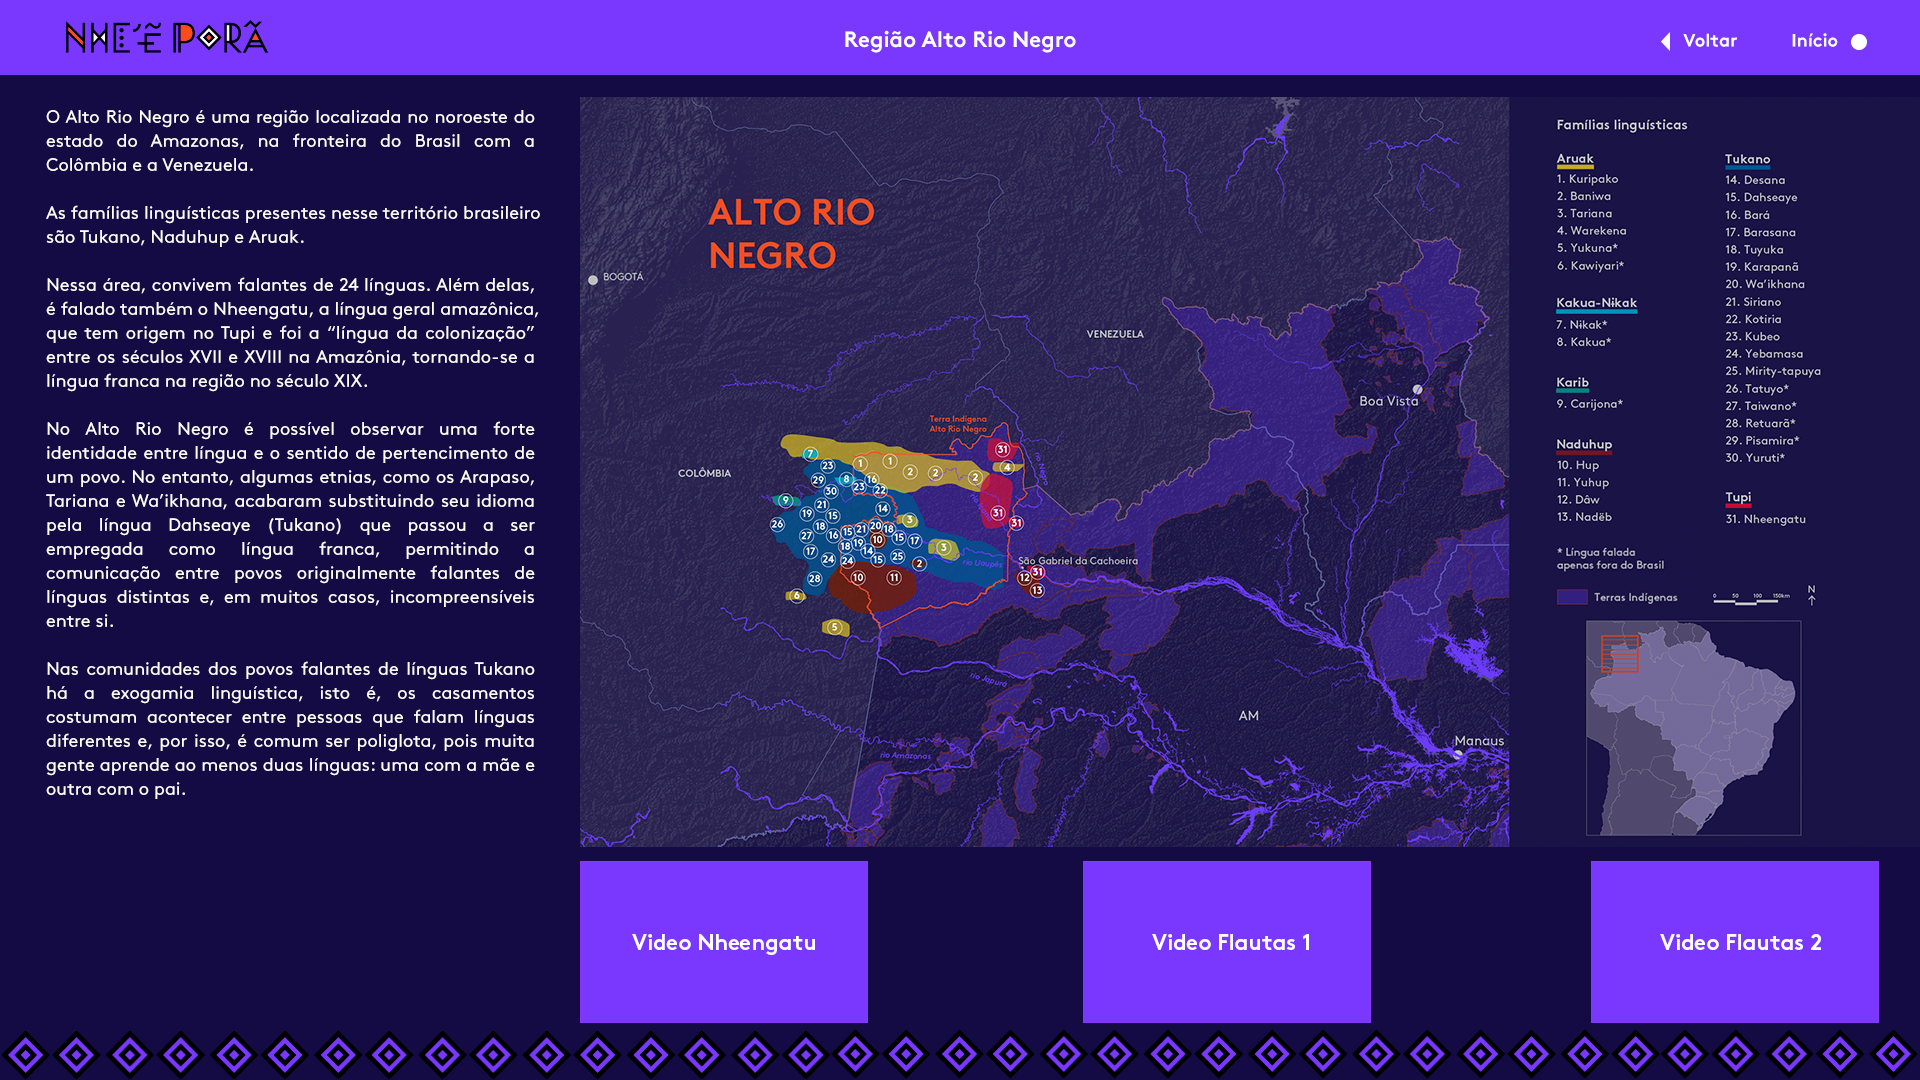 NHE'Ẽ PORÃ
Região Alto Rio Negro
Voltar
Início
O Alto Rio Negro é uma região localizada no noroeste do
estado do Amazonas, na fronteira do Brasil com a
Colômbia e a Venezuela.
As famílias linguísticas presentes nesse território brasileiro
são Tukano, Naduhup e Aruak.
Nessa área, convivem falantes de 24 línguas. Além delas,
é falado também o Nheengatu, a língua geral amazônica,
que tem origem no Tupi e foi a “língua da colonização”
entre os séculos XVII e XVIII na Amazônia, tornando-se a
língua franca na região no século XIX.
No Alto Rio Negro é possível observar uma forte
identidade entre língua e o sentido de pertencimento de
um povo. No entanto, algumas etnias, como os Arapaso,
Tariana e Wa’ikhana, acabaram substituindo seu idioma
pela língua Dahseaye (Tukano) que passou a ser
empregada como língua franca, permitindo a
comunicação entre povos originalmente falantes de
línguas distintas e, em muitos casos, incompreensíveis
entre si.
Nas comunidades dos povos falantes de línguas Tukano
há a exogamia linguística, isto é, os casamentos
costumam acontecer entre pessoas que falam línguas
diferentes e, por isso, é comum ser poliglota, pois muita
gente aprende ao menos duas línguas: uma com a mãe e
outra com o pai.
ALTO RIO
NEGRO
BOGOTÁ
VENEZUELA
Boa Vista
Terra Indígena
Alto Rio Negro
COLÔMBIA
rio Negro
7
23
1
1
2
2
2
31
4
29
8
16
30
23
22
9
21
14
19
15
31
3
26
18
20
31
27
16
15
21
18
10
15
17
18
19
3
17
14
25
24
24
15
2
rio Uaupés
São Gabriel da Cachoeira
28
10
11
12
31
13
6
5
rio Japurá
AM
Manaus
rio Amazonas
Famílias linguísticas
Aruak
1. Kuripako
2. Baniwa
3. Tariana
4. Warekena
5. Yukuna*
6. Kawiyari*
Kakua-Nɨkak
7. Nɨkak*
8. Kakua*
Karib
9. Carijona*
Naduhup
10. Hup
11. Yuhup
12. Dâw
13. Nadëb
Tukano
14. Desana
15. Dahseaye
16. Bará
17. Barasana
18. Tuyuka
19. Karapanã
20. Wa’ikhana
21. Siriano
22. Kotiria
23. Kubeo
24. Yebamasa
25. Mirity-tapuya
26. Tatuyo*
27. Taiwano*
28. Retuarã*
29. Pisamira*
30. Yuruti*
Tupi
31. Nheengatu
* Língua falada
apenas fora do Brasil
Terras Indígenas
0 50 100 150km
N
Video Nheengatu
Video Flautas 1
Video Flautas 2